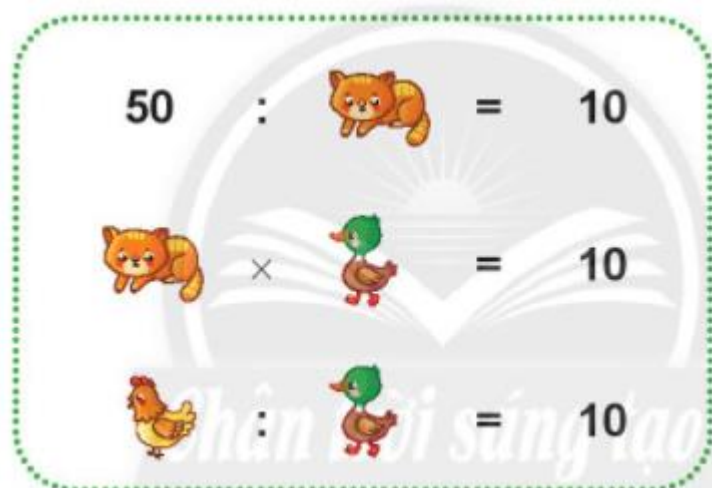 50 : = 10
× = 10
: = 10
Chân trời sáng tạo